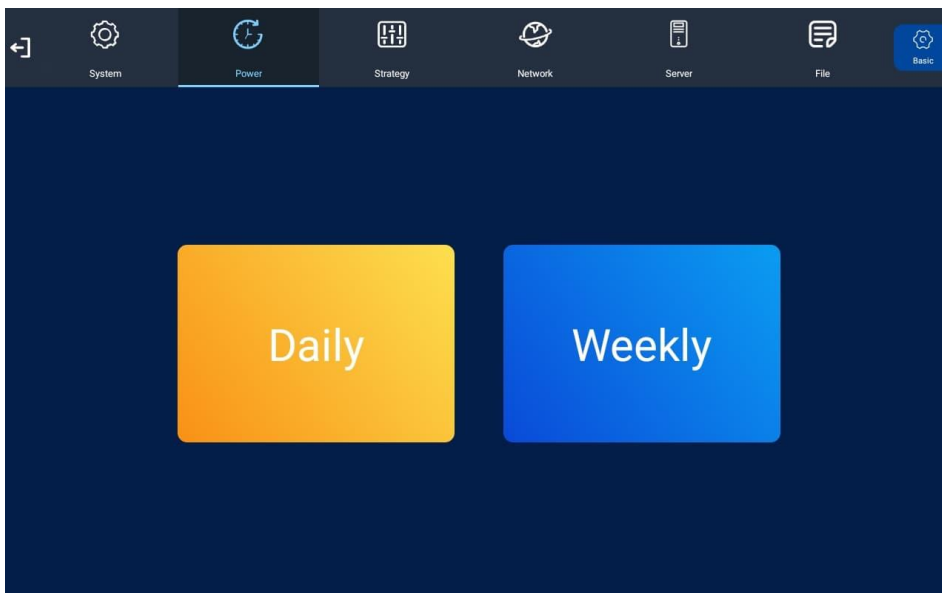 System
Power
Strategy
Network
Server
File
Basic
Daily
Weekly